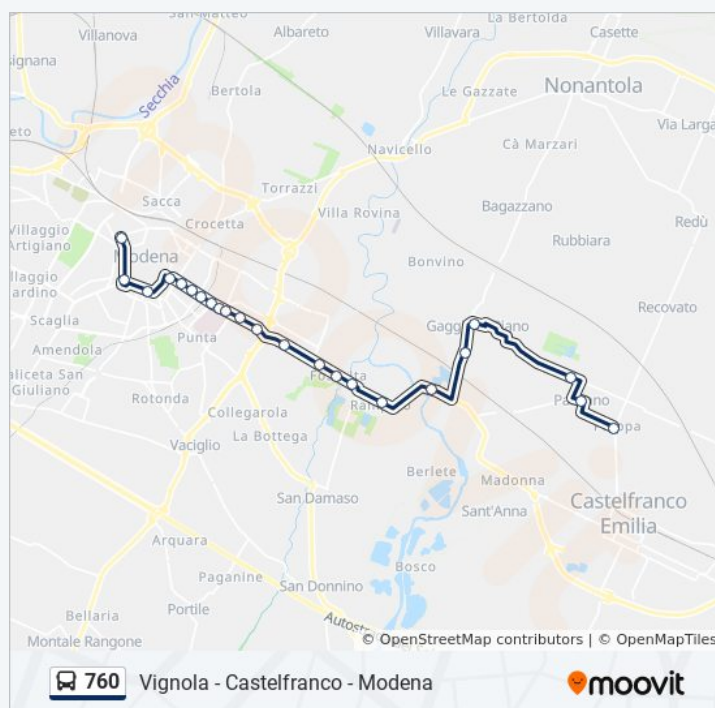 San Matteo
La Bertolda
Villanova
Albareto
Villavara
Casette
Secchia
Bertola
Le Gazzate
Nonantola
Via Larga
Cà Marzari
Navicello
Torrazzi
Sacca
Villa Rovina
Bagazzano
Redù
Villaggio
Artigiano
Crocetta
Rubbiara
Modena
Bonvino
Recovato
Scaglia
Punta
Amendola
Rotonda
Collegarola
La Bottega
Vaciglio
Berlete
Madonna
Castelfranco
Emilia
San Damaso
Sant'Anna
Arquara
Bosco
Paganine
San Donnino
Bellaria
Portile
Montale Rangone
© OpenStreetMap contributors | © OpenMapTiles
760 Vignola - Castelfranco - Modena
moovit